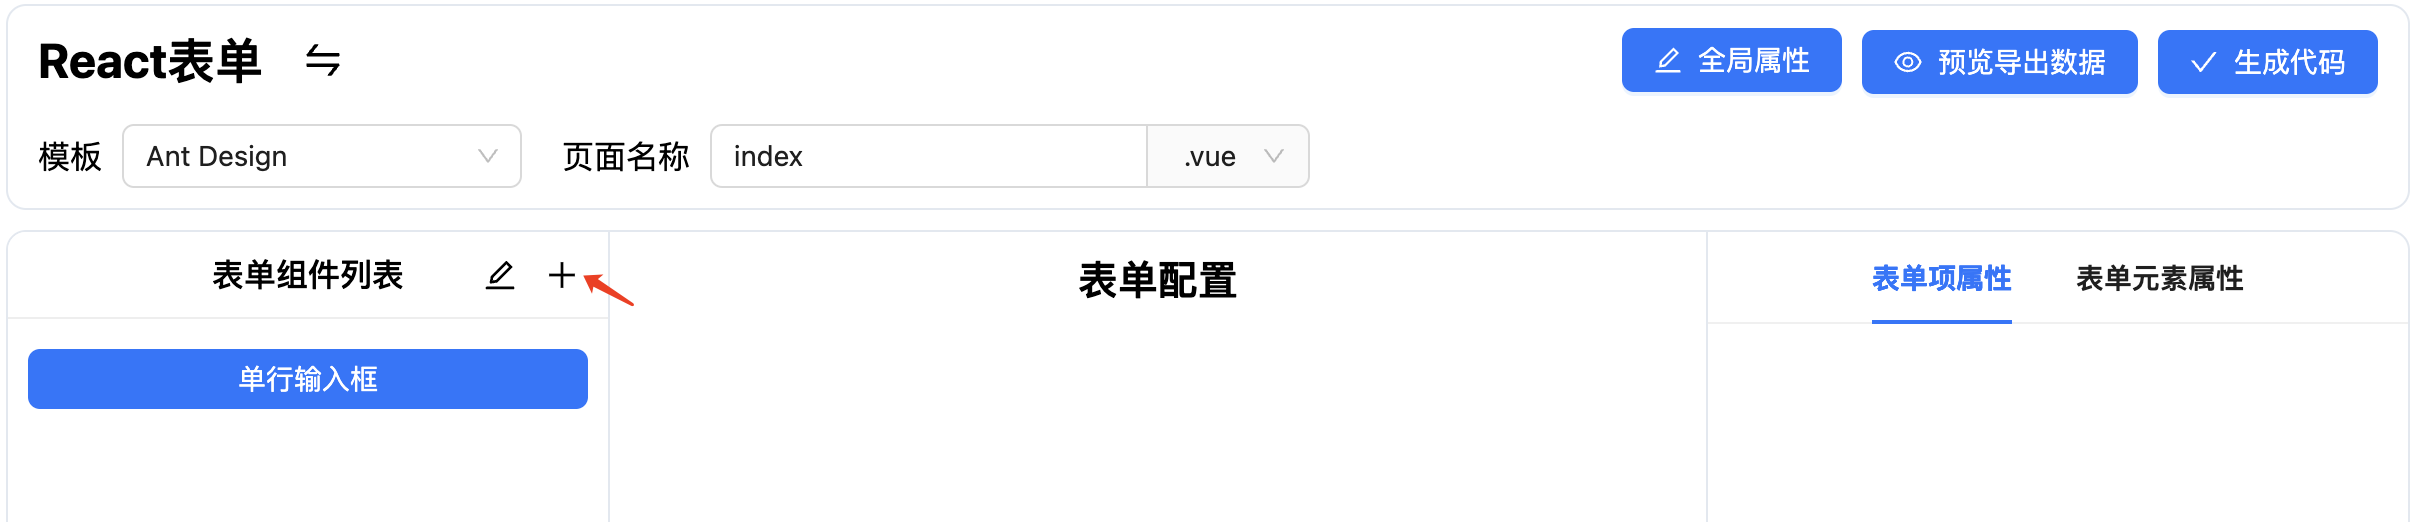 React表单
全局属性
预览导出数据
生成代码
模板 Ant Design
页面名称 index .vue
表单组件列表
表单配置
表单项属性
表单元素属性
单行输入框